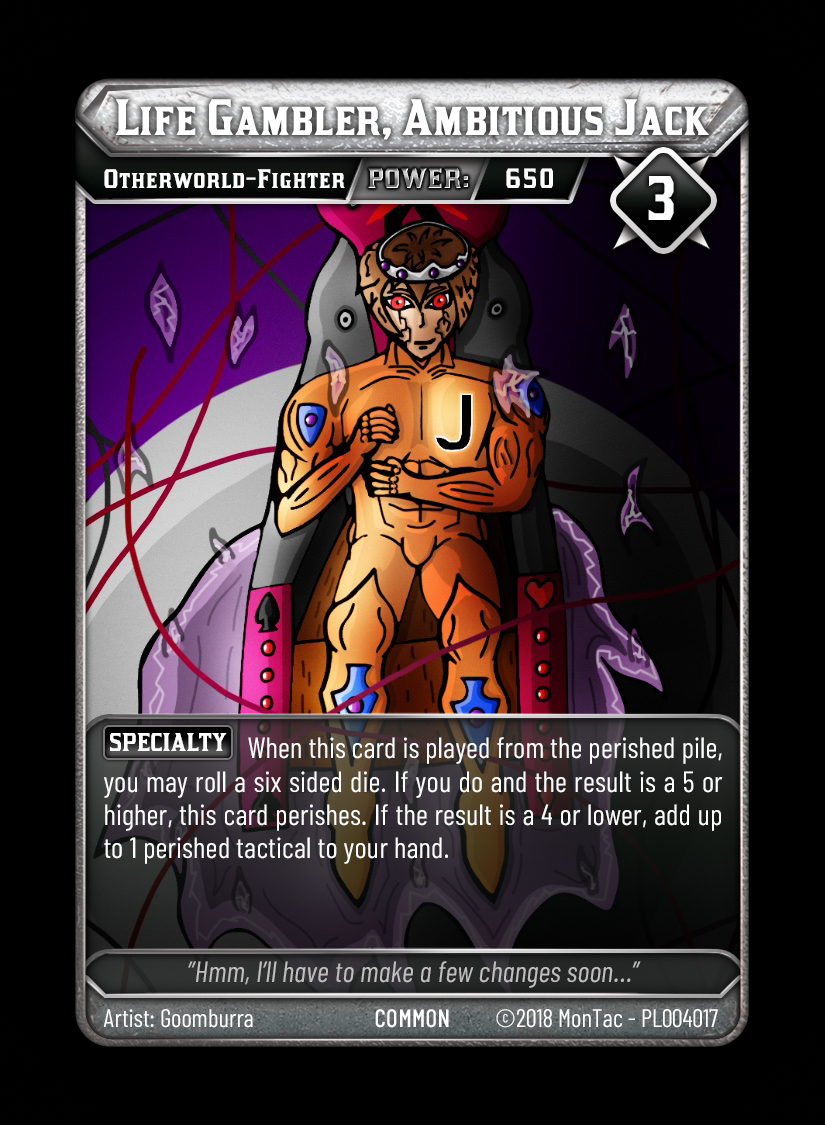 Life Gambler, Ambitious Jack
Otherworld-Fighter POWER: 650
3
J
SPECIALTY When this card is played from the perished pile,
you may roll a six sided die. If you do and the result is a 5 or
higher, this card perishes. If the result is a 4 or lower, add up
to 1 perished tactical to your hand.
"Hmm, I'll have to make a few changes soon..."
Artist: Goomburra COMMON ©2018 MonTac - PL004017